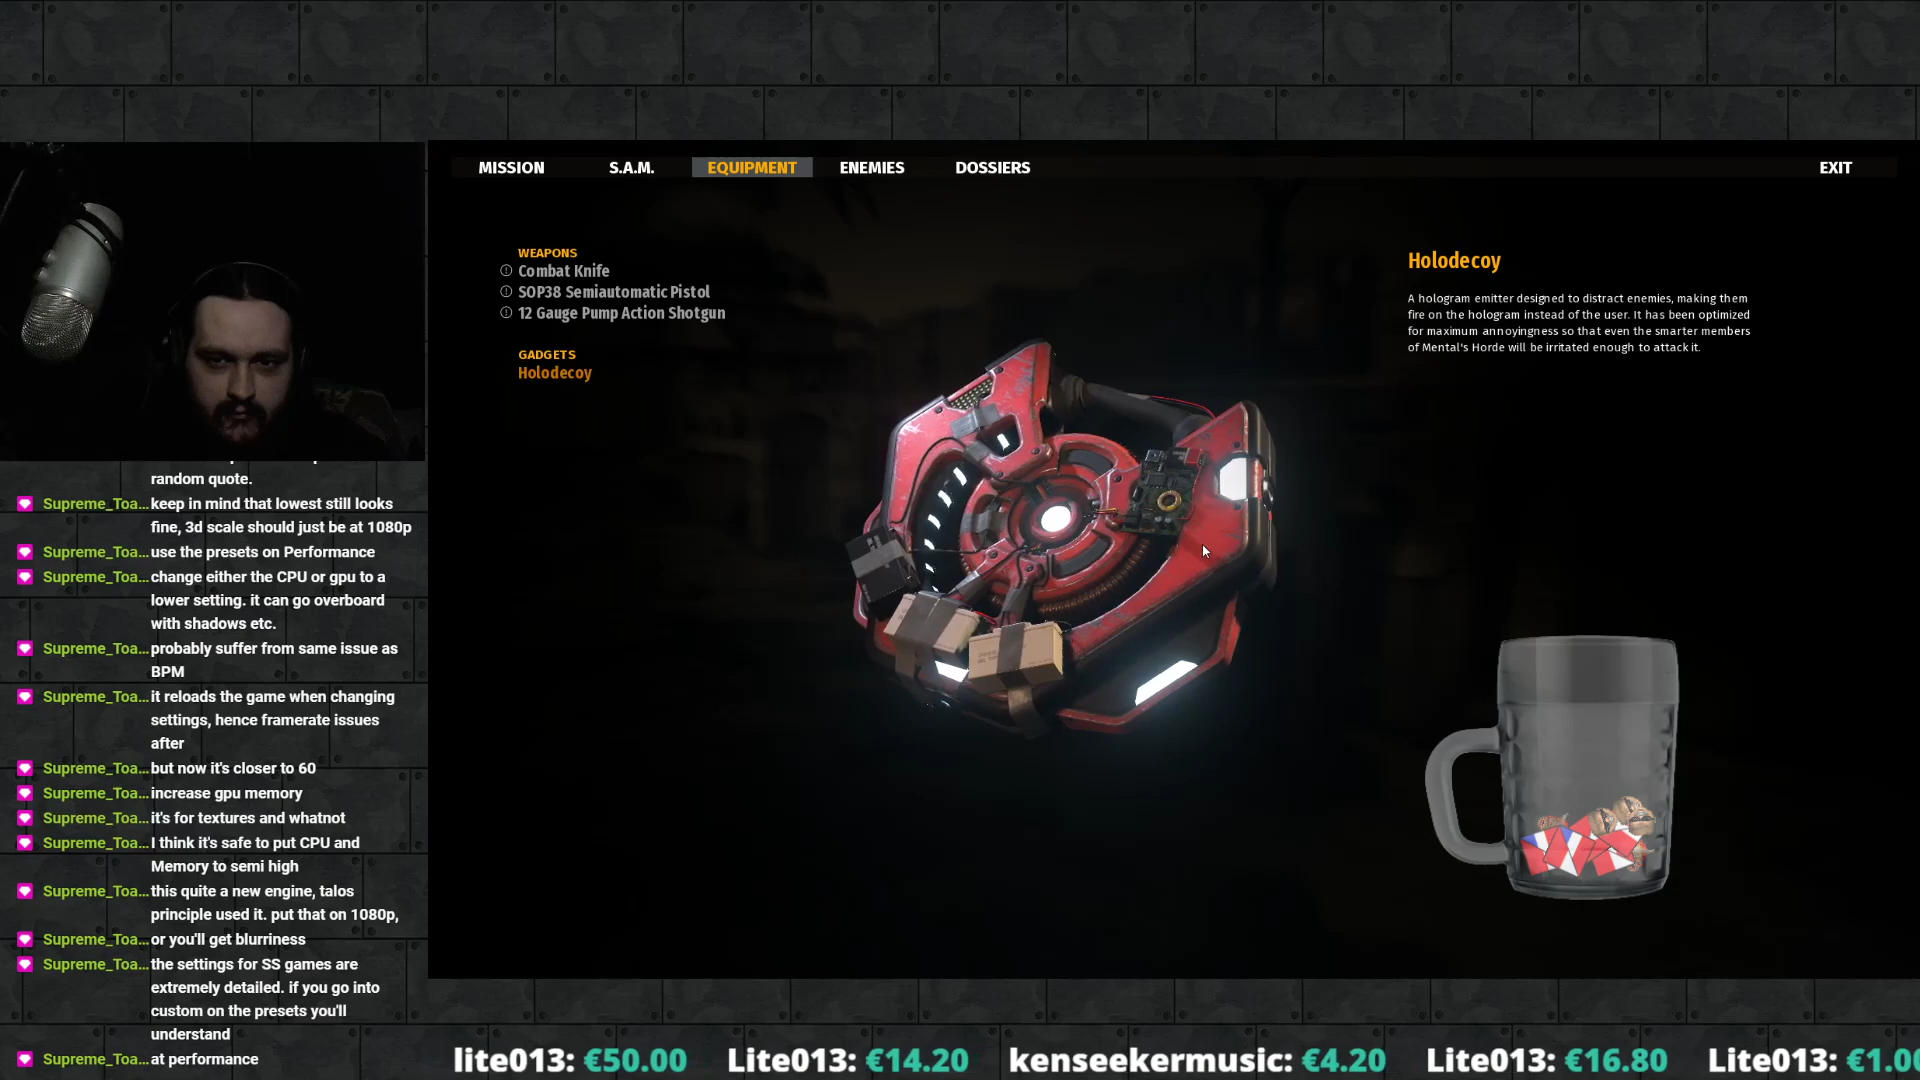 MISSION
S.A.M.
EQUIPMENT
ENEMIES
DOSSIERS
EXIT
WEAPONS
Combat Knife
SOP38 Semiautomatic Pistol
12 Gauge Pump Action Shotgun
GADGETS
Holodecoy
Holodecoy
A hologram emitter designed to distract enemies, making them
fire on the hologram instead of the user. It has been optimized
for maximum annoyingness so that even the smarter members
of Mental's Horde will be irritated enough to attack it.
random quote.
Supreme_Toa... keep in mind that lowest still looks
fine, 3d scale should just be at 1080p
Supreme_Toa... use the presets on Performance
Supreme_Toa... change either the CPU or gpu to a
lower setting. it can go overboard
with shadows etc.
Supreme_Toa... probably suffer from same issue as
BPM
Supreme_Toa... it reloads the game when changing
settings, hence framerate issues
after
Supreme_Toa... but now it's closer to 60
Supreme_Toa... increase gpu memory
Supreme_Toa... it's for textures and whatnot
Supreme_Toa... I think it's safe to put CPU and
Memory to semi high
Supreme_Toa... this quite a new engine, talos
principle used it. put that on 1080p,
Supreme_Toa... or you'll get blurriness
Supreme_Toa... the settings for SS games are
extremely detailed. if you go into
custom on the presets you'll
understand
Supreme_Toa... at performance
lite013: €50.00 Lite013: €14.20 kenseekermusic: €4.20 Lite013: €16.80 Lite013: €1.00